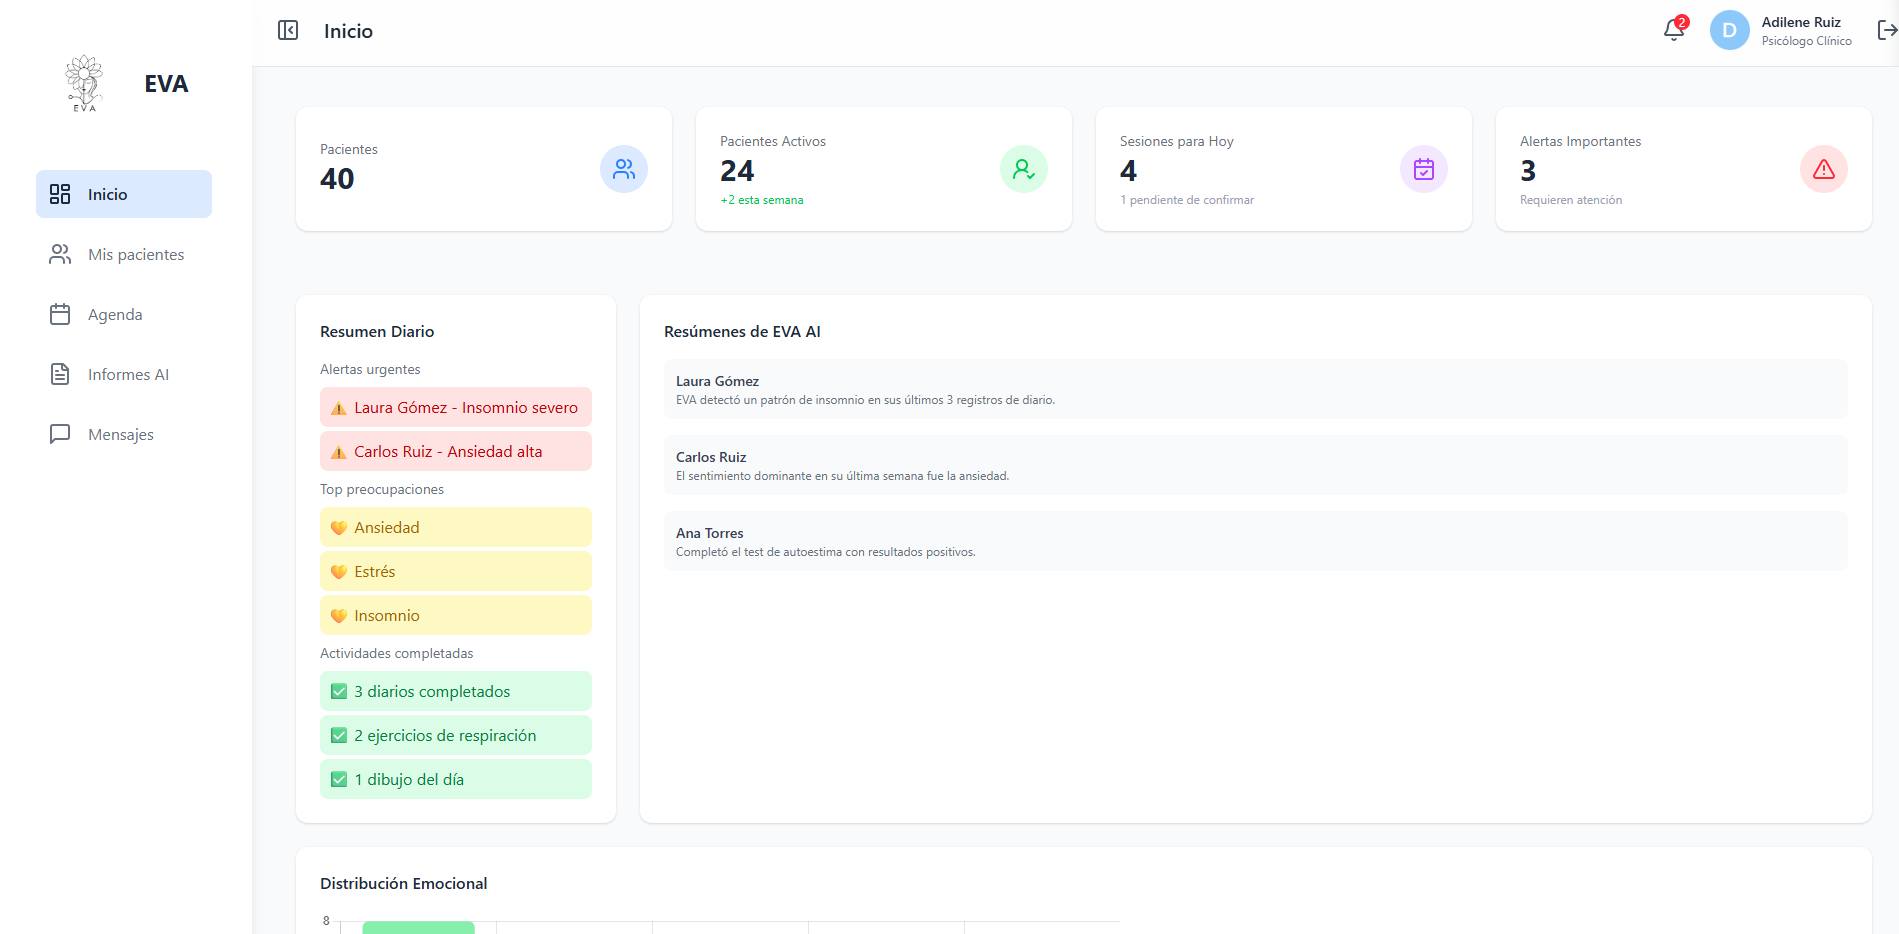 EVA
EVA
Inicio
Mis pacientes
Agenda
Informes AI
Mensajes
Inicio
2
D
Adilene Ruiz
Psicólogo Clínico
Pacientes
40
Pacientes Activos
24
+2 esta semana
Sesiones para Hoy
4
1 pendiente de confirmar
Alertas Importantes
3
Requieren atención
Resumen Diario
Alertas urgentes
⚠️ Laura Gómez - Insomnio severo
⚠️ Carlos Ruiz - Ansiedad alta
Top preocupaciones
💛 Ansiedad
💛 Estrés
💛 Insomnio
Actividades completadas
✅ 3 diarios completados
✅ 2 ejercicios de respiración
✅ 1 dibujo del día
Resúmenes de EVA AI
Laura Gómez
EVA detectó un patrón de insomnio en sus últimos 3 registros de diario.
Carlos Ruiz
El sentimiento dominante en su última semana fue la ansiedad.
Ana Torres
Completó el test de autoestima con resultados positivos.
Distribución Emocional
8